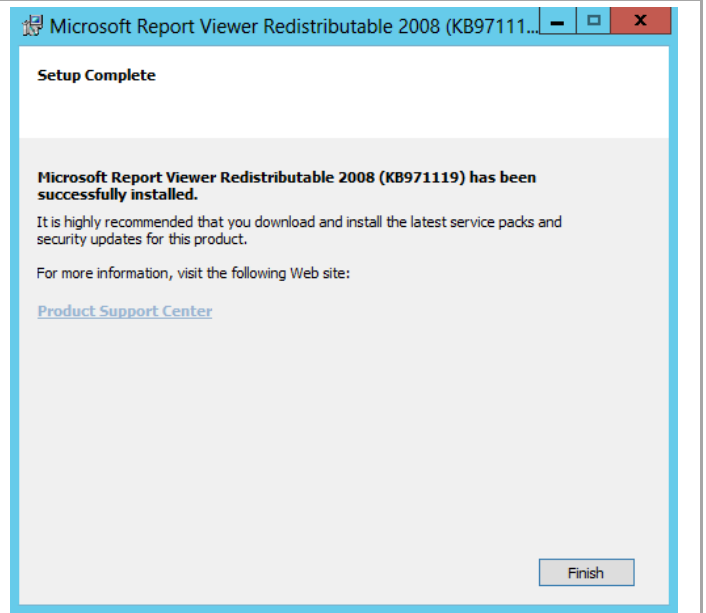 Microsoft Report Viewer Redistributable 2008 (KB97111...
Setup Complete
Microsoft Report Viewer Redistributable 2008 (KB971119) has been
successfully installed.
It is highly recommended that you download and install the latest service packs and
security updates for this product.
For more information, visit the following Web site:
Product Support Center
Finish